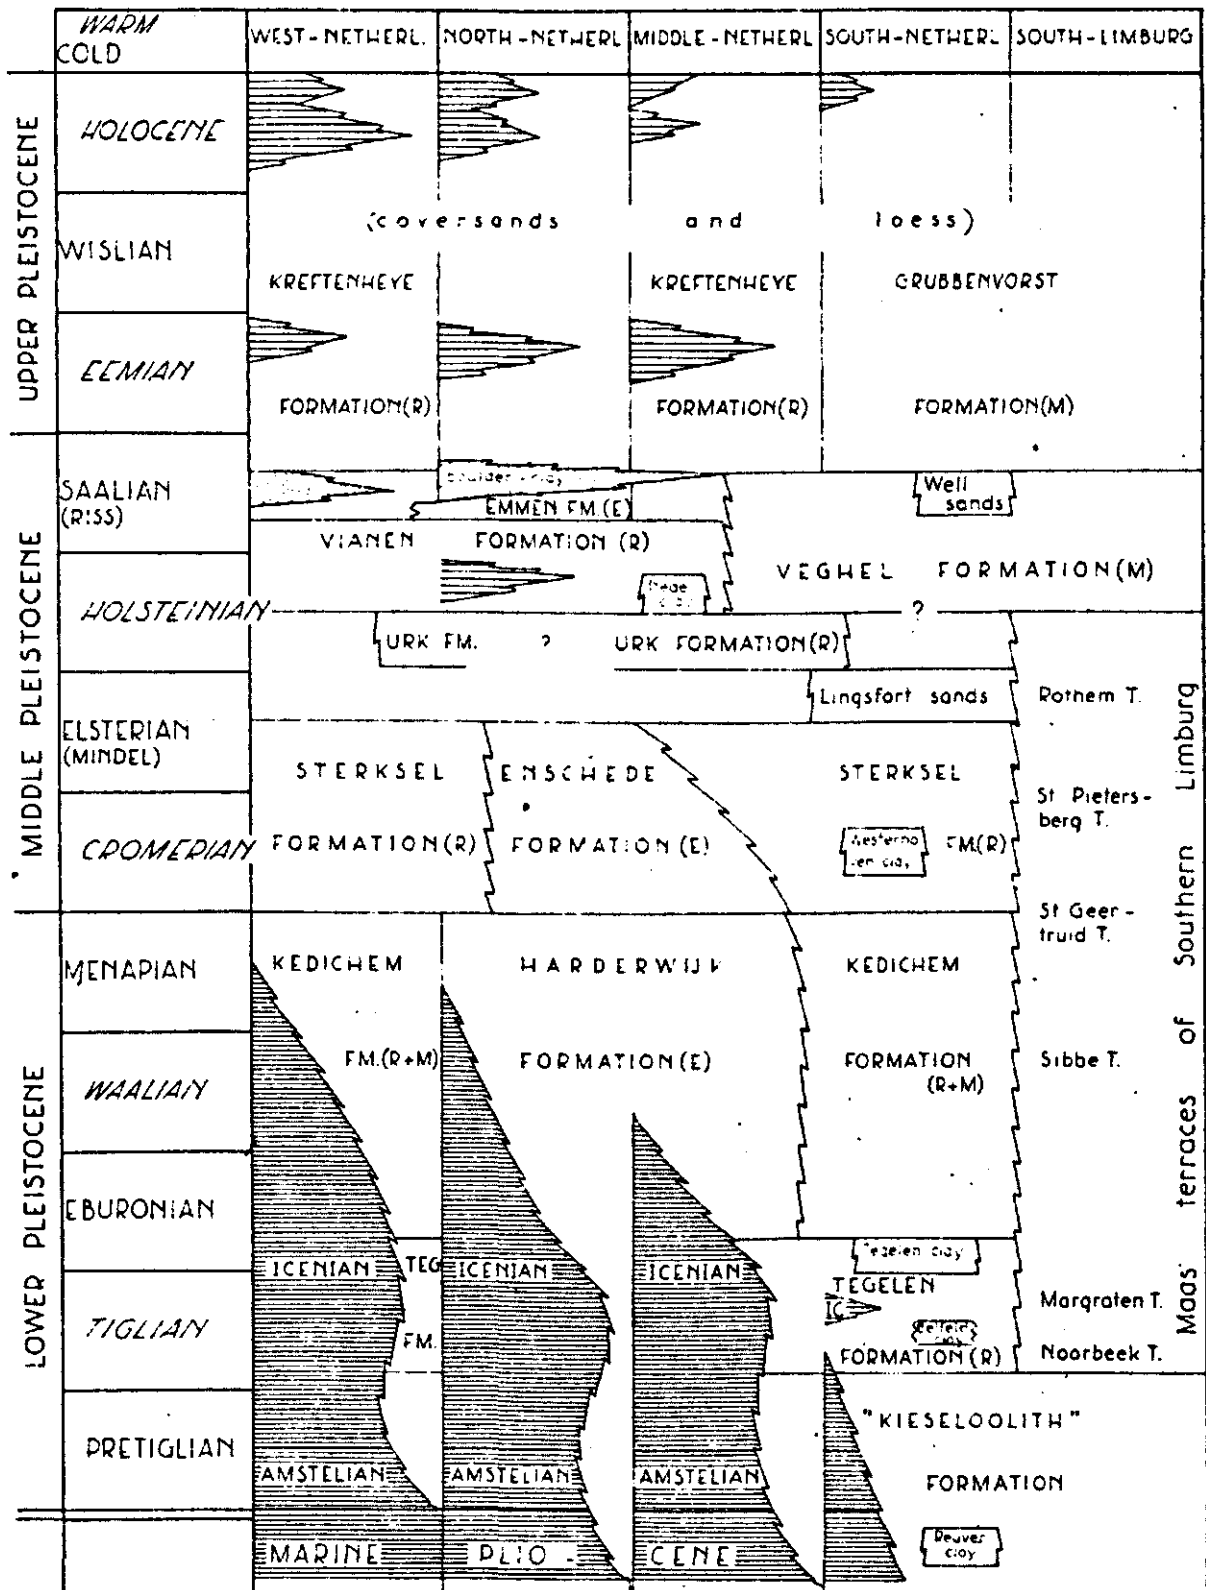 WARM
COLD
WEST-NETHERL.
NORTH-NETHERL
MIDDLE-NETHERL
SOUTH-NETHERL
SOUTH-LIMBURG
UPPER PLEISTOCENE
HOLOCENE
WISLIAN
(coversands and loess)
KREFTENHEYE
KREFTENHEYE
GRUBBENVORST
EEMIAN
FORMATION(R)
FORMATION(R)
FORMATION(M)
MIDDLE PLEISTOCENE
SAALIAN
(RISS)
boulder clay
EMMEN FM.(E)
Well
sands
VIANEN FORMATION (R)
VEGHEL FORMATION(M)
HOLSTEINIAN
clay
?
URK FM. ? URK FORMATION(R)
Lingsfort sands
Rothem T.
ELSTERIAN
(MINDEL)
STERKSEL
ENSCHEDE
STERKSEL
St Pieters-
berg T.
CROMERIAN
FORMATION(R)
FORMATION (E)
FM.(R)
clay
St Geer-
truid T.
LOWER PLEISTOCENE
MENAPIAN
KEDICHEM
HARDERWIJK
KEDICHEM
WAALIAN
FM.(R+M)
FORMATION(E)
FORMATION
(R+M)
Sibbe T.
EBURONIAN
Tegelen clay
ICENIAN
TEG
ICENIAN
ICENIAN
TEGELEN
IC
Margraten T.
TIGLIAN
FM.
FORMATION(R)
Noorbeek T.
"KIESELOOLITH"
PRETIGLIAN
AMSTELIAN
AMSTELIAN
AMSTELIAN
FORMATION
MARINE
PLIO-
CENE
Reuver
clay
Maas terraces of Southern Limburg